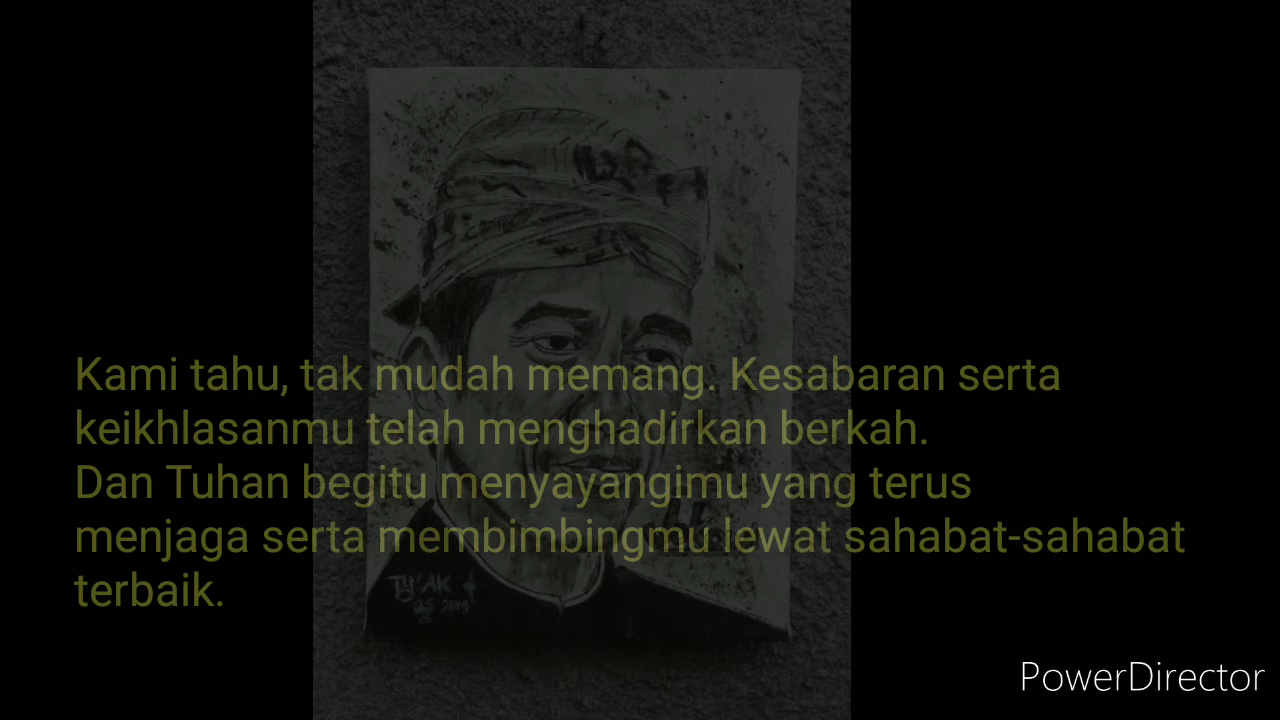 Kami tahu, tak mudah memang. Kesabaran serta
keikhlasanmu telah menghadirkan berkah.
Dan Tuhan begitu menyayangimu yang terus
menjaga serta membimbingmu lewat sahabat-sahabat
terbaik.
PowerDirector